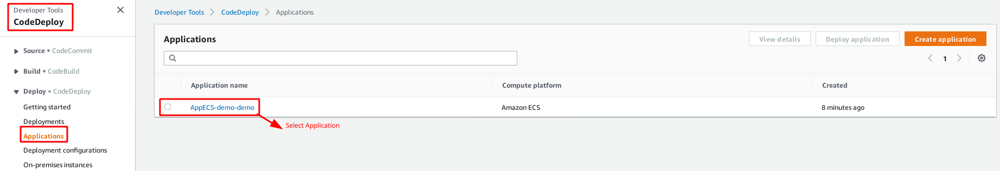 Developer Tools
CodeDeploy
Source • CodeCommit
Build • CodeBuild
Deploy • CodeDeploy
Getting started
Deployments
Applications
Deployment configurations
On-premises instances
Developer Tools > CodeDeploy > Applications
Applications
View details Deploy application Create application
1
Application name Compute platform Created
AppECS-demo-demo Amazon ECS 8 minutes ago
Select Application